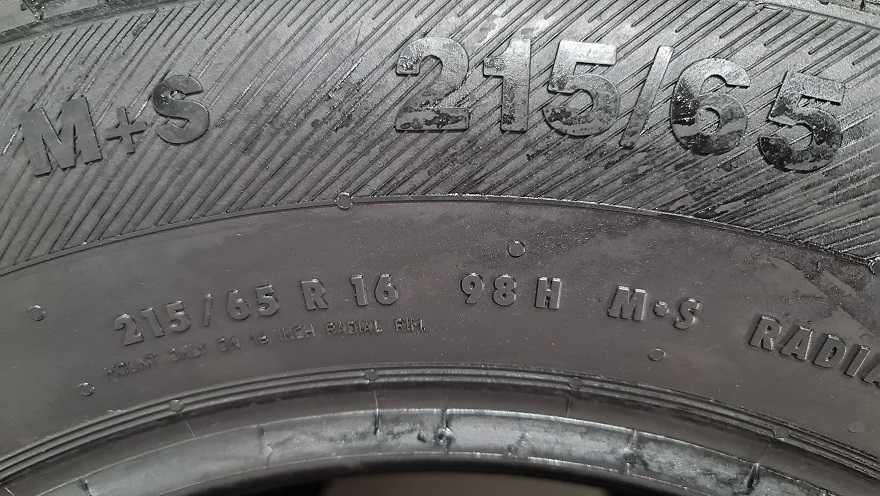 M+S 215/65
215/65 R 16 98 H M+S RADIA
MOUNT ONLY ON 16 INCH RADIAL RIM.